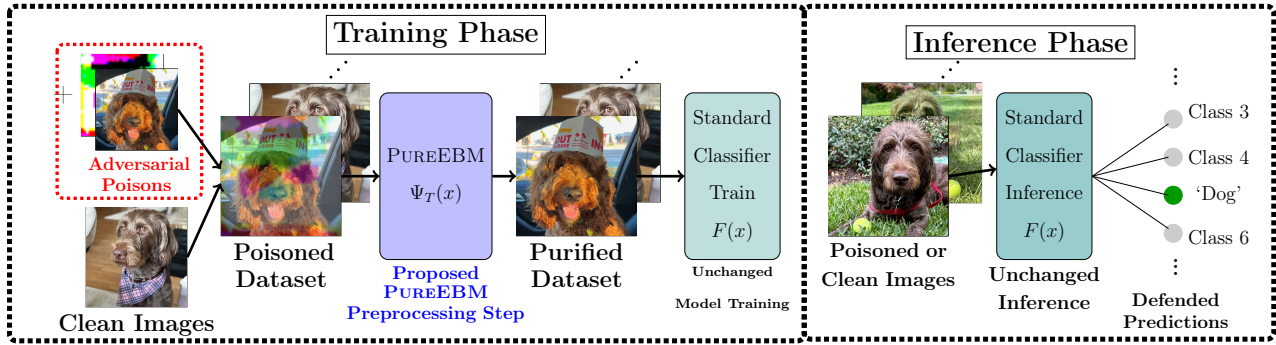 Training Phase
Adversarial
Poisons
Clean Images
Poisoned
Dataset
PUREEBM
Ψ_T(x)
Proposed
PUREEBM
Preprocessing Step
Purified
Dataset
Standard
Classifier
Train
F(x)
Unchanged
Model Training
Inference Phase
Poisoned or
Clean Images
Standard
Classifier
Inference
F(x)
Unchanged
Inference
Class 3
Class 4
‘Dog’
Class 6
Defended
Predictions